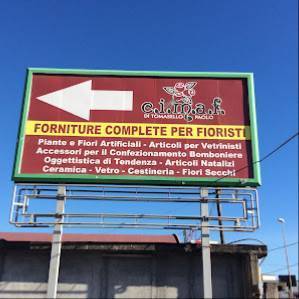 c.i.m.a.f.
DI TOMASELLO PAOLO
FORNITURE COMPLETE PER FIORISTI
Piante e Fiori Artificiali - Articoli per Vetrinisti
Accessori per il Confezionamento Bomboniere
Oggettistica di Tendenza - Articoli Natalizi
Ceramica - Vetro - Cestineria - Fiori Secchi